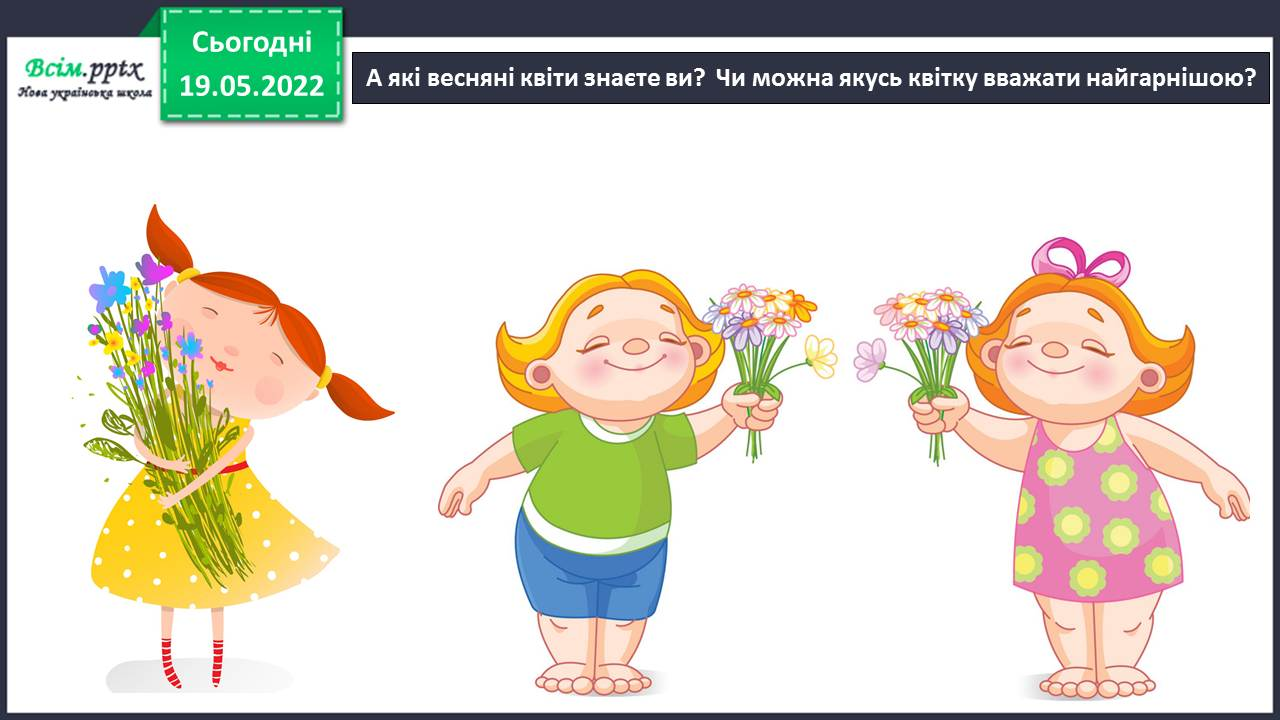 Всім.pptx
Нова українська школа
Сьогодні
19.05.2022
А які весняні квіти знаєте ви? Чи можна якусь квітку вважати найгарнішою?